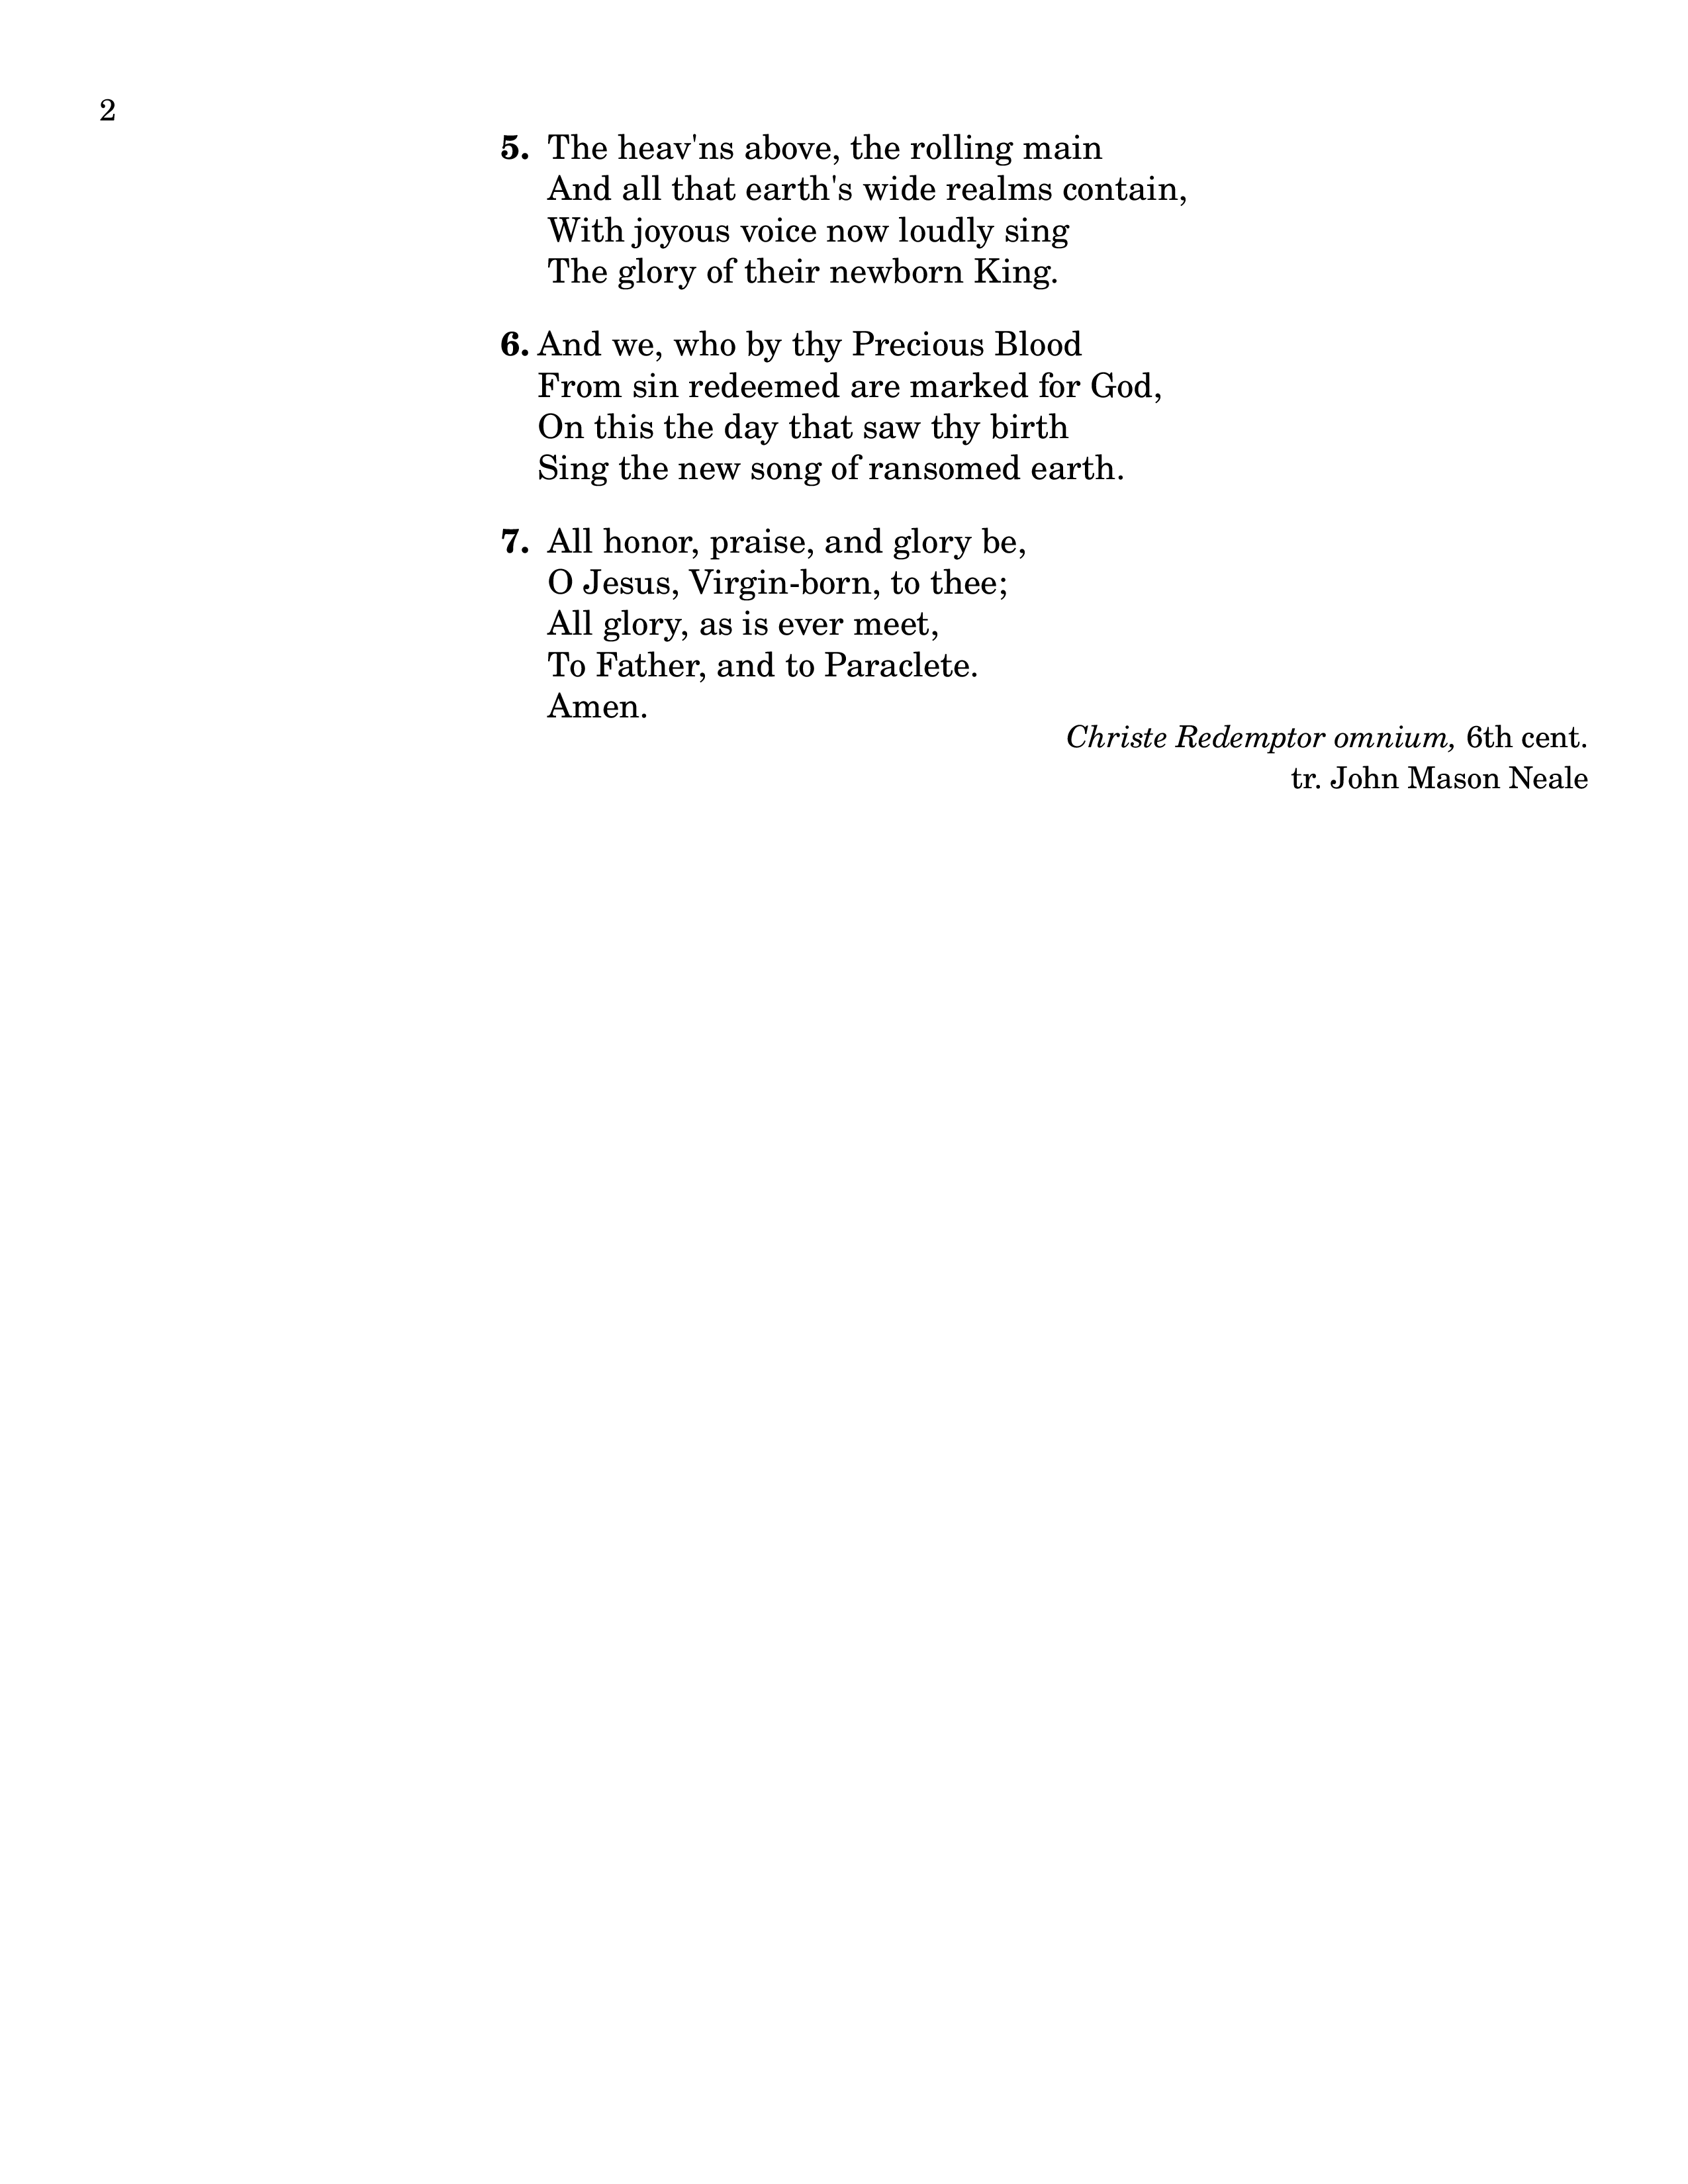 2
5. The heav'ns above, the rolling main
And all that earth's wide realms contain,
With joyous voice now loudly sing
The glory of their newborn King.
6. And we, who by thy Precious Blood
From sin redeemed are marked for God,
On this the day that saw thy birth
Sing the new song of ransomed earth.
7. All honor, praise, and glory be,
O Jesus, Virgin-born, to thee;
All glory, as is ever meet,
To Father, and to Paraclete.
Amen.
Christe Redemptor omnium, 6th cent.
tr. John Mason Neale